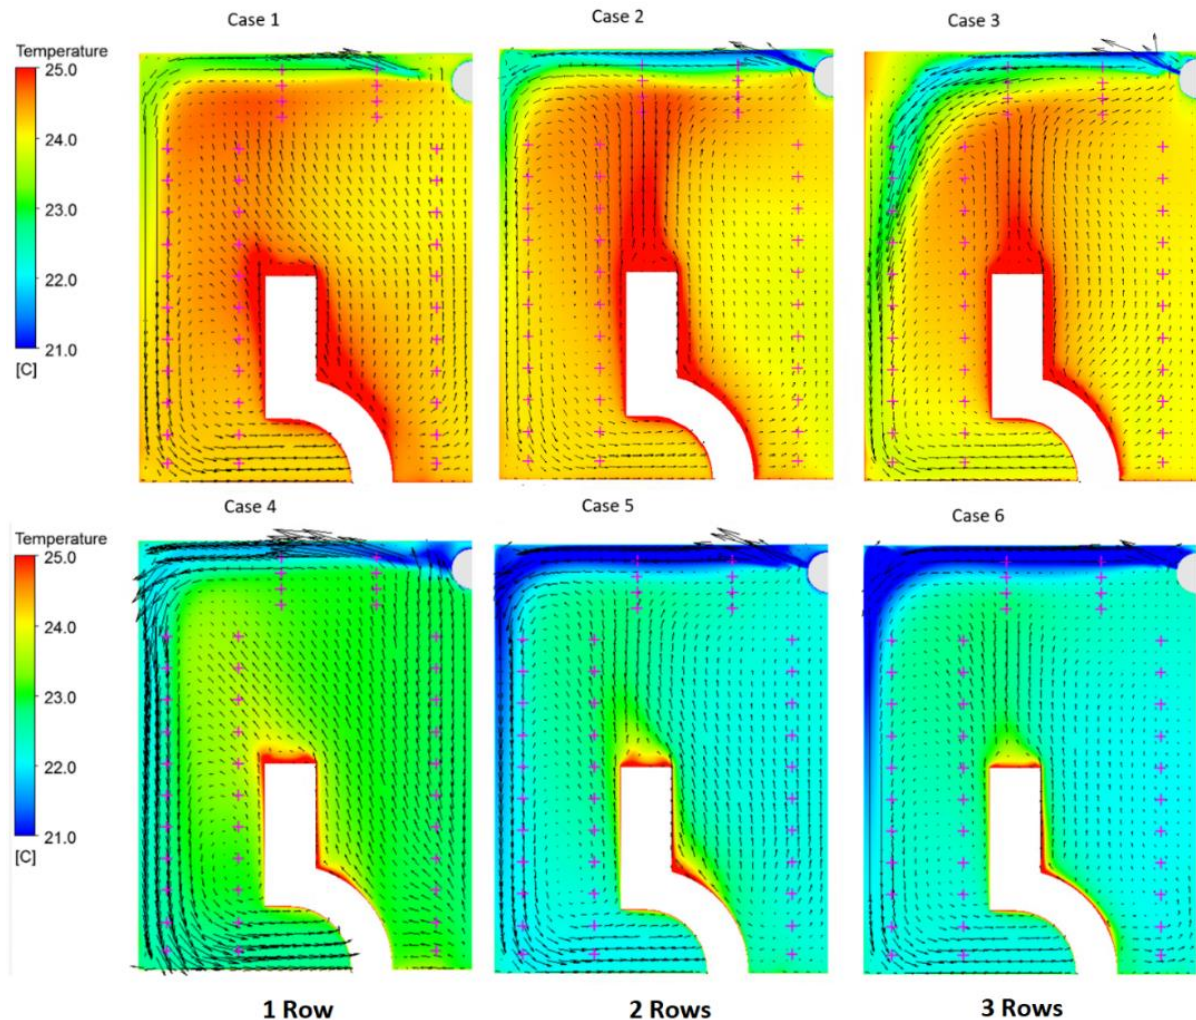 Case 1
Case 2
Case 3
Temperature
25.0
24.0
23.0
22.0
21.0
[C]
Case 4
Case 5
Case 6
Temperature
25.0
24.0
23.0
22.0
21.0
[C]
1 Row
2 Rows
3 Rows